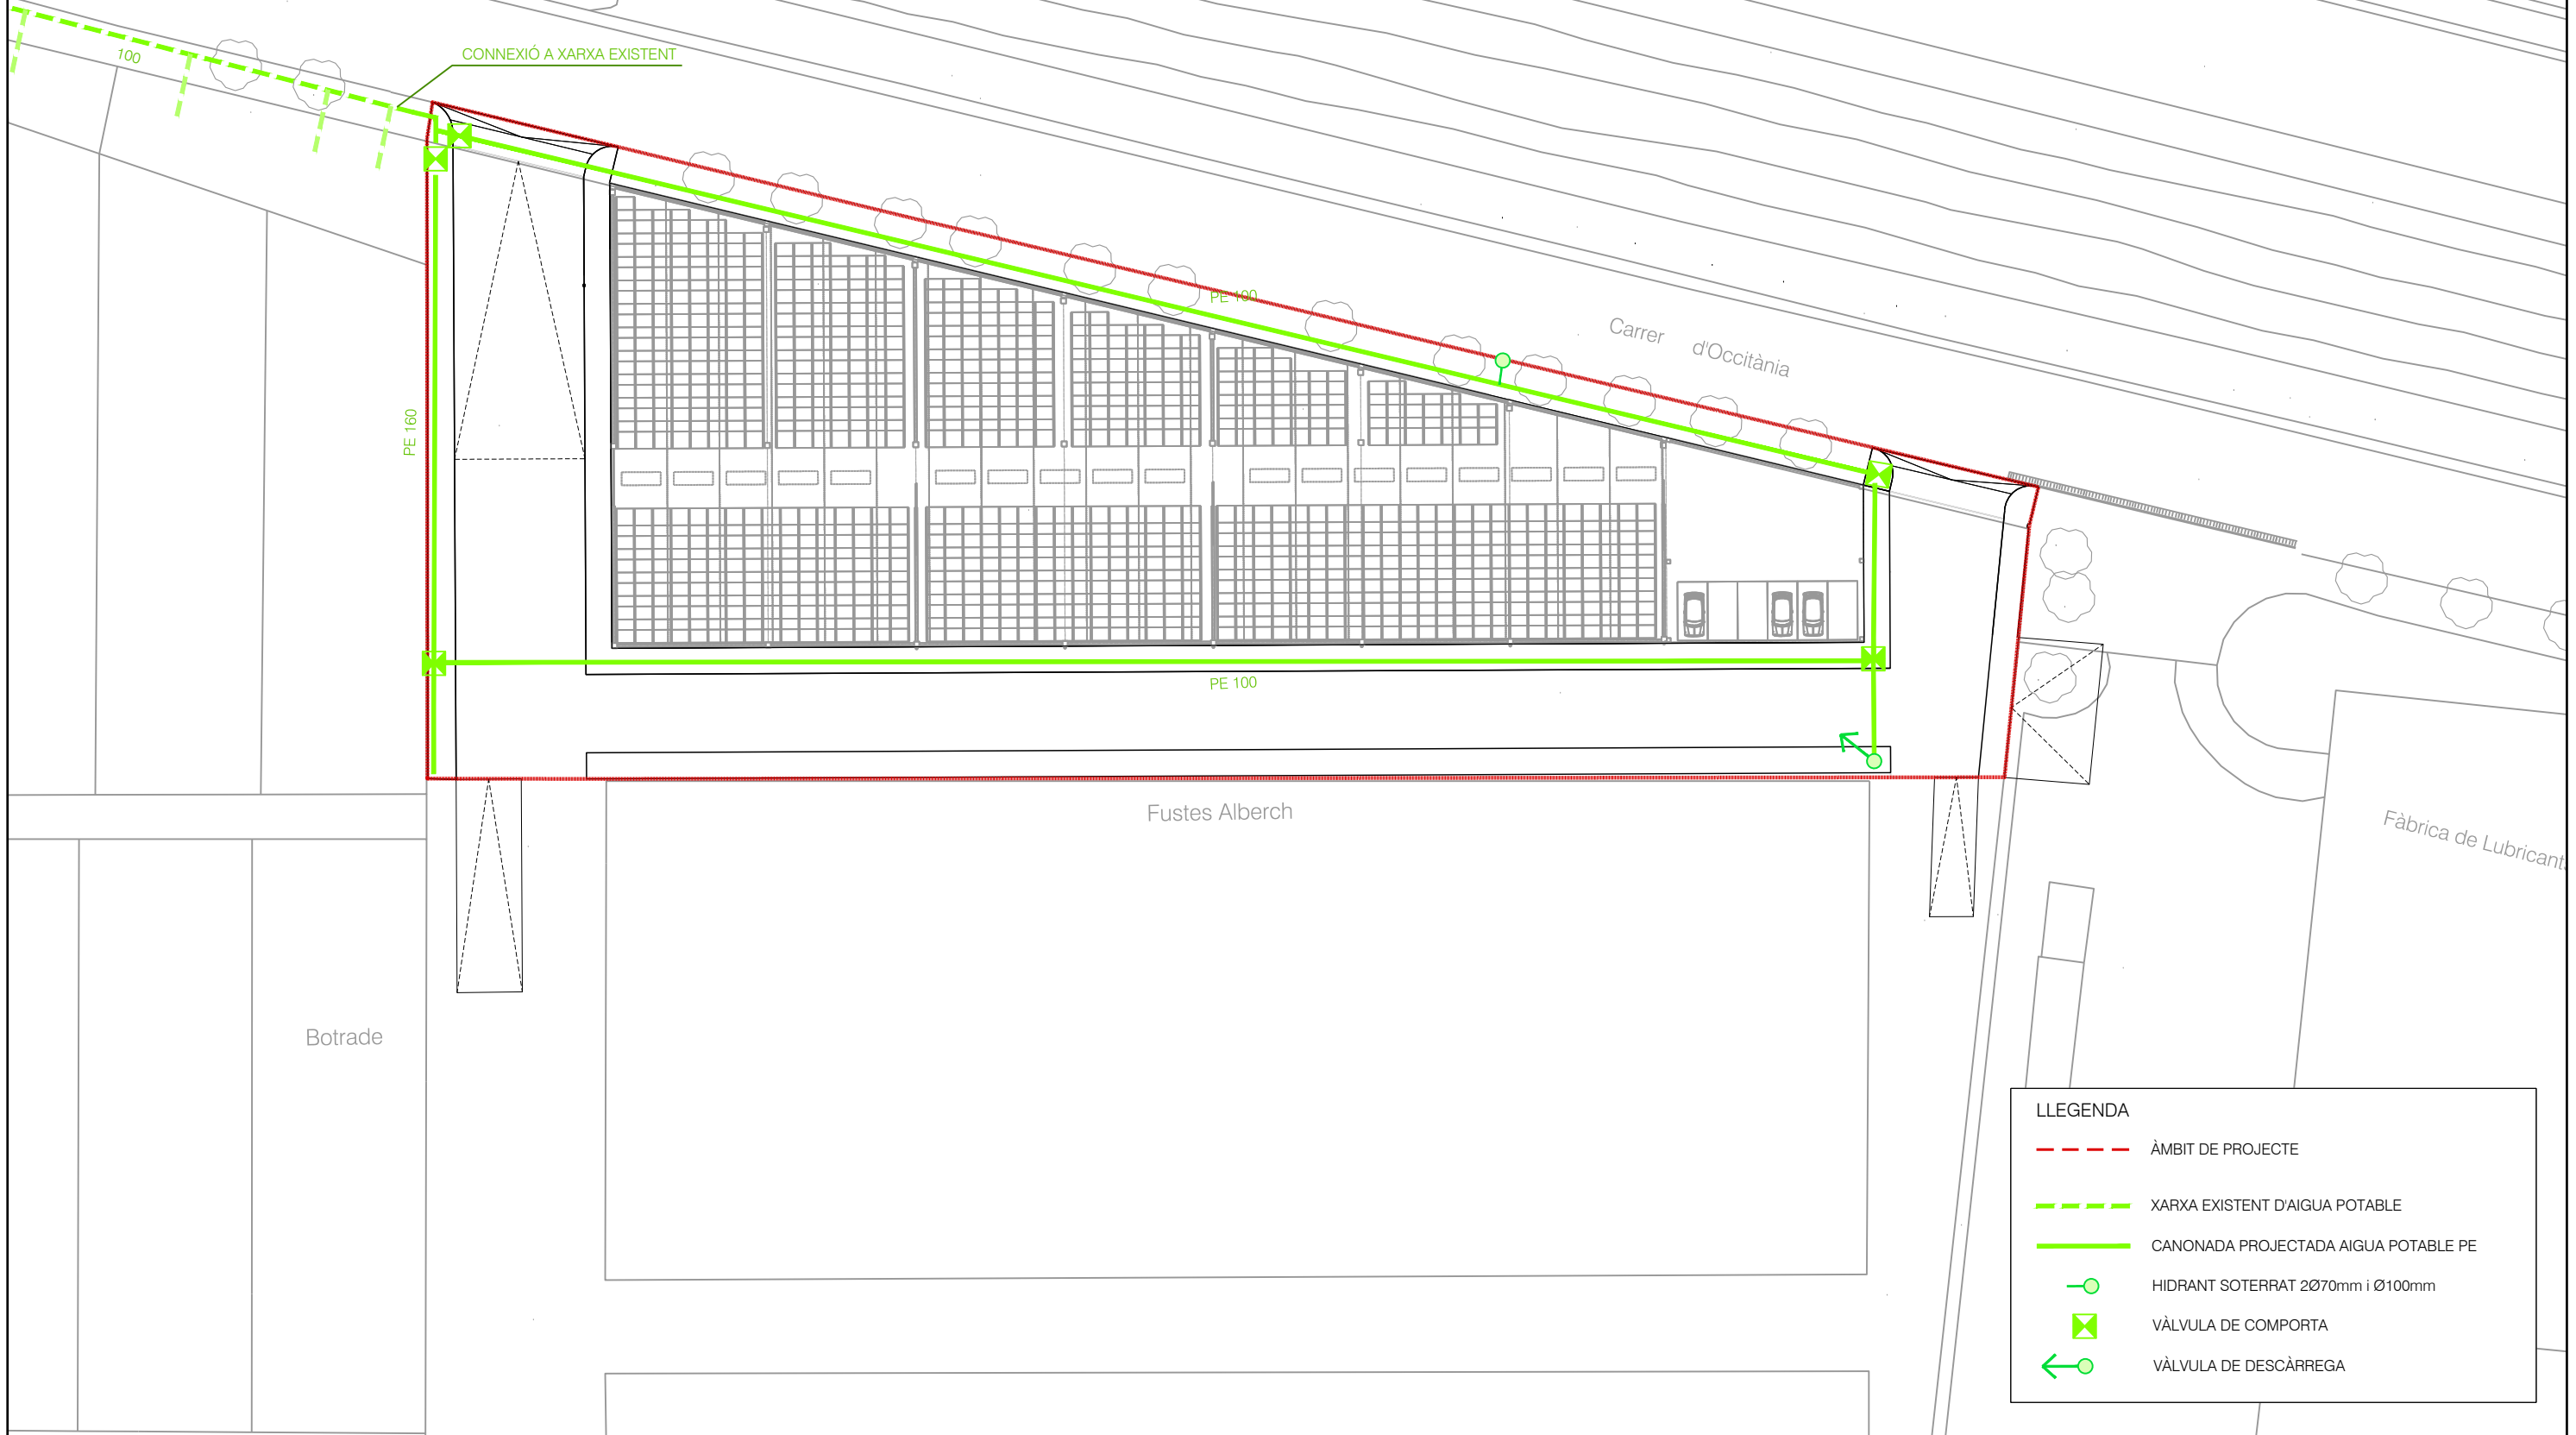 100
CONNEXIÓ A XARXA EXISTENT
PE 100
Carrer d'Occitània
PE 160
PE 100
Fustes Alberch
Fàbrica de
Botrade
LLEGENDA
ÀMBIT DE PROJECTE
XARXA EXISTENT D'AIGUA POTABLE
CANONADA PROJECTADA AIGUA POTABLE PE
HIDRANT SOTERRAT 2Ø70mm i Ø100mm
VÀLVULA DE COMPORTA
VÀLVULA DE DESCÀRREGA